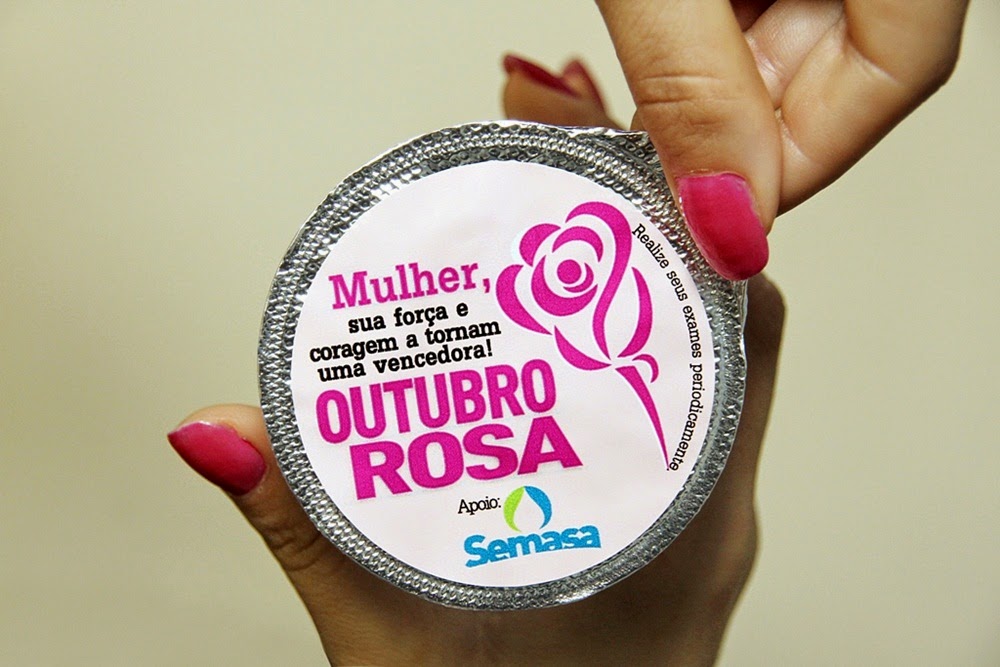 Mulher,
sua força e
coragem a tornam
uma vencedora!
OUTUBRO
ROSA
Realize seus exames periodicamente.
Apoio:
Semasa